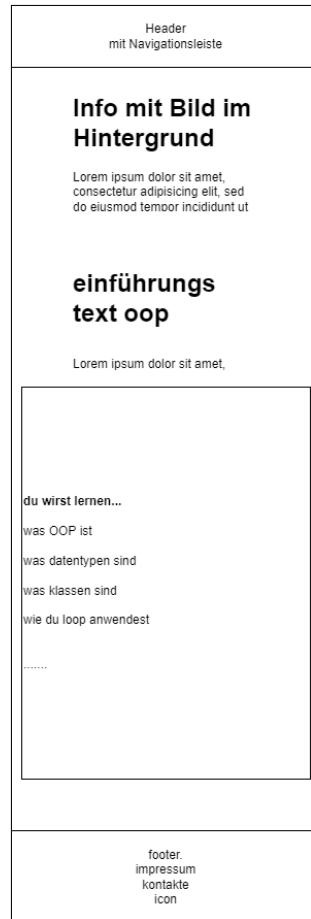 Header
mit Navigationsleiste
Info mit Bild im
Hintergrund
Lorem ipsum dolor sit amet,
consectetur adipisicing elit, sed
do eiusmod tempor incididunt ut
einführungs
text oop
Lorem ipsum dolor sit amet,
du wirst lernen...
was OOP ist
was datentypen sind
was klassen sind
wie du loop anwendest
.......
footer.
impressum
kontakte
icon